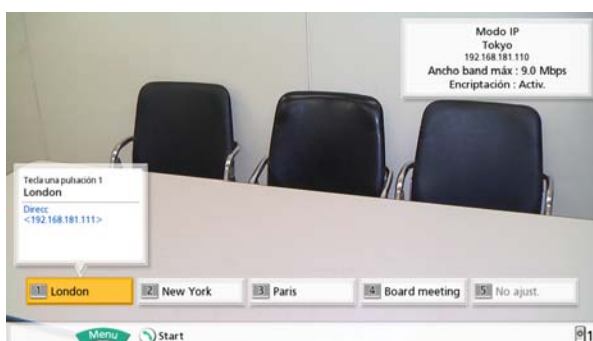 Modo IP
Tokyo
192.168.181.110
Ancho band máx : 9.0 Mbps
Encriptación : Activ.
Tecla una pulsación 1
London
Direcc
<192.168.181.111>
1 London
2 New York
3 Paris
4 Board meeting
5 No ajust.
Menu
Start
1